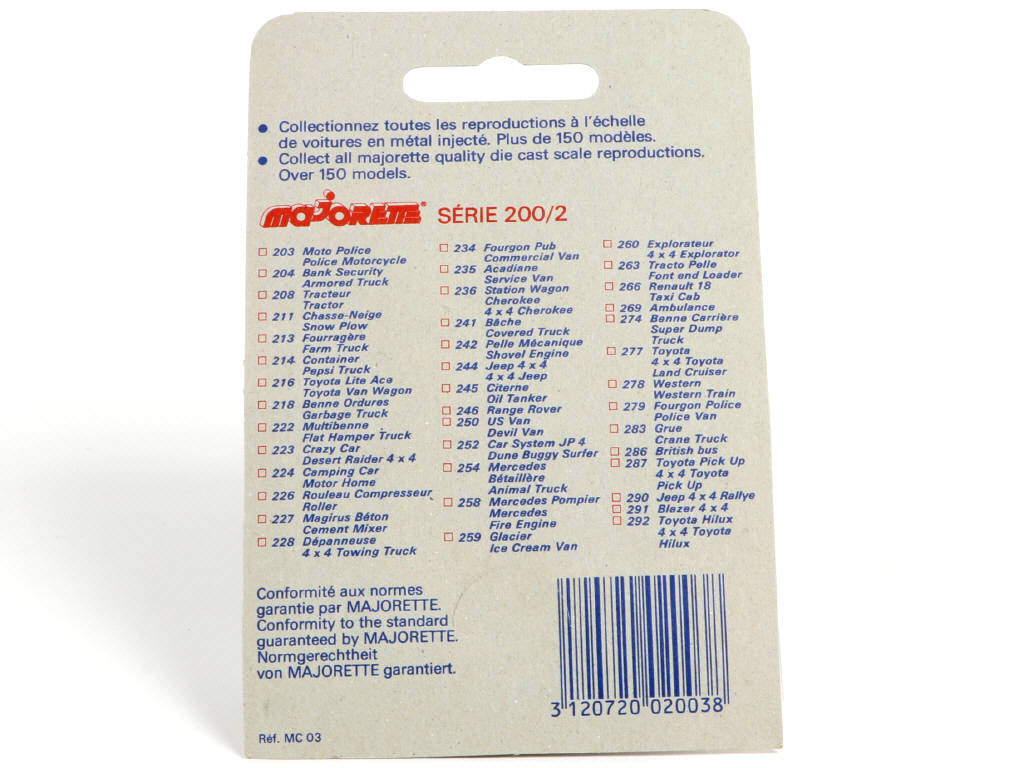 • Collectionnez toutes les reproductions à l'échelle
de voitures en métal injecté. Plus de 150 modèles.
• Collect all majorette quality die cast scale reproductions.
Over 150 models.
MAJORETTE® SÉRIE 200/2
203 Moto Police
Police Motorcycle
204 Bank Security
Armored Truck
208 Tracteur
Tractor
211 Chasse-Neige
Snow Plow
213 Fourragère
Farm Truck
214 Container
Pepsi Truck
216 Toyota Lite Ace
Toyota Van Wagon
218 Benne Ordures
Garbage Truck
222 Multibenne
Flat Hamper Truck
223 Crazy Car
Desert Raider 4 x 4
224 Camping Car
Motor Home
226 Rouleau Compresseur
Roller
227 Magirus Béton
Cement Mixer
228 Dépanneuse
4 x 4 Towing Truck
234 Fourgon Pub
Commercial Van
235 Acadiane
Service Van
236 Station Wagon
Cherokee
4 x 4 Cherokee
241 Bâche
Covered Truck
242 Pelle Mécanique
Shovel Engine
244 Jeep 4 x 4
4 x 4 Jeep
245 Citerne
Oil Tanker
246 Range Rover
250 US Van
Devil Van
252 Car System JP 4
Dune Buggy Surfer
254 Mercedes
Bétaillère
Animal Truck
258 Mercedes Pompier
Mercedes
Fire Engine
259 Glacier
Ice Cream Van
260 Explorateur
4 x 4 Explorator
263 Tracto Pelle
Font end Loader
266 Renault 18
Taxi Cab
269 Ambulance
274 Benne Carrière
Super Dump
Truck
277 Toyota
4 x 4 Toyota
Land Cruiser
278 Western
Western Train
279 Fourgon Police
Police Van
283 Grue
Crane Truck
286 British bus
287 Toyota Pick Up
4 x 4 Toyota
Pick Up
290 Jeep 4 x 4 Rallye
291 Blazer 4 x 4
292 Toyota Hilux
4 x 4 Toyota
Hilux
Conformité aux normes
garantie par MAJORETTE.
Conformity to the standard
guaranteed by MAJORETTE.
Normgerechtheit
von MAJORETTE garantiert.
3 120720 020038
Réf. MC 03